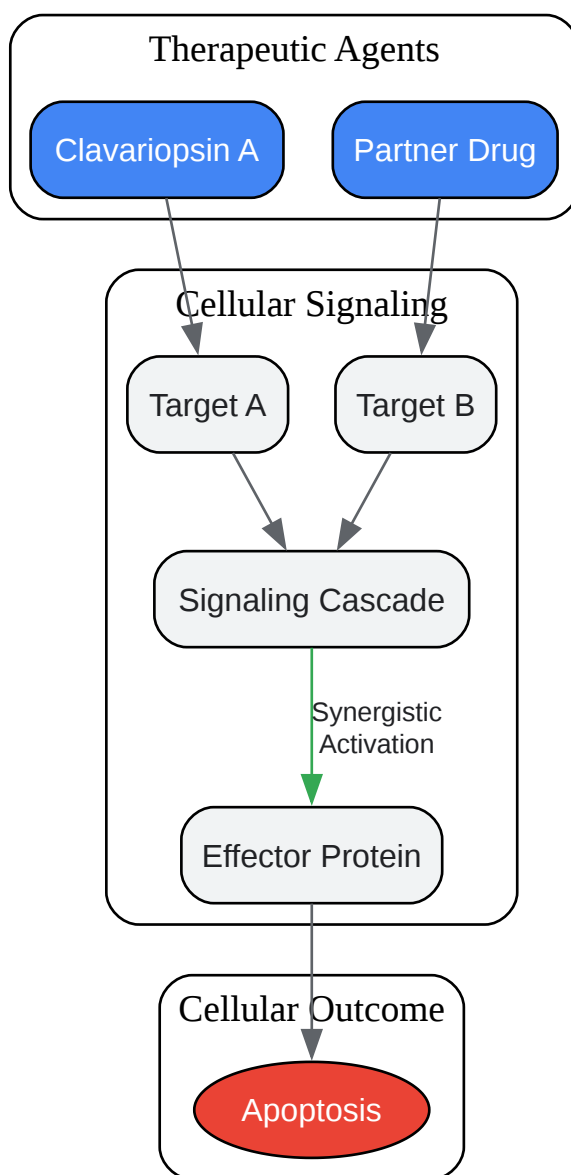 Therapeutic Agents
Clavariopsin A
Partner Drug
Cellular Signaling
Target A
Target B
Signaling Cascade
Synergistic
Activation
Effector Protein
Cellular Outcome
Apoptosis